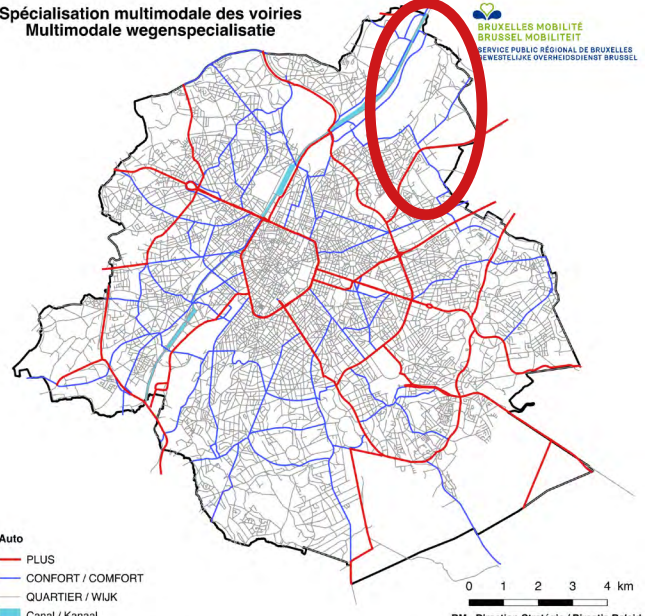 Spécialisation multimodale des voiries
Multimodale wegenspecialisatie
BRUXELLES MOBILITÉ
BRUSSEL MOBILITEIT
SERVICE PUBLIC RÉGIONAL DE BRUXELLES
GEWESTELIJKE OVERHEIDSDIENST BRUSSEL
Auto
PLUS
CONFORT / COMFORT
QUARTIER / WIJK
Canal / Kanaal
0 1 2 3 4 km